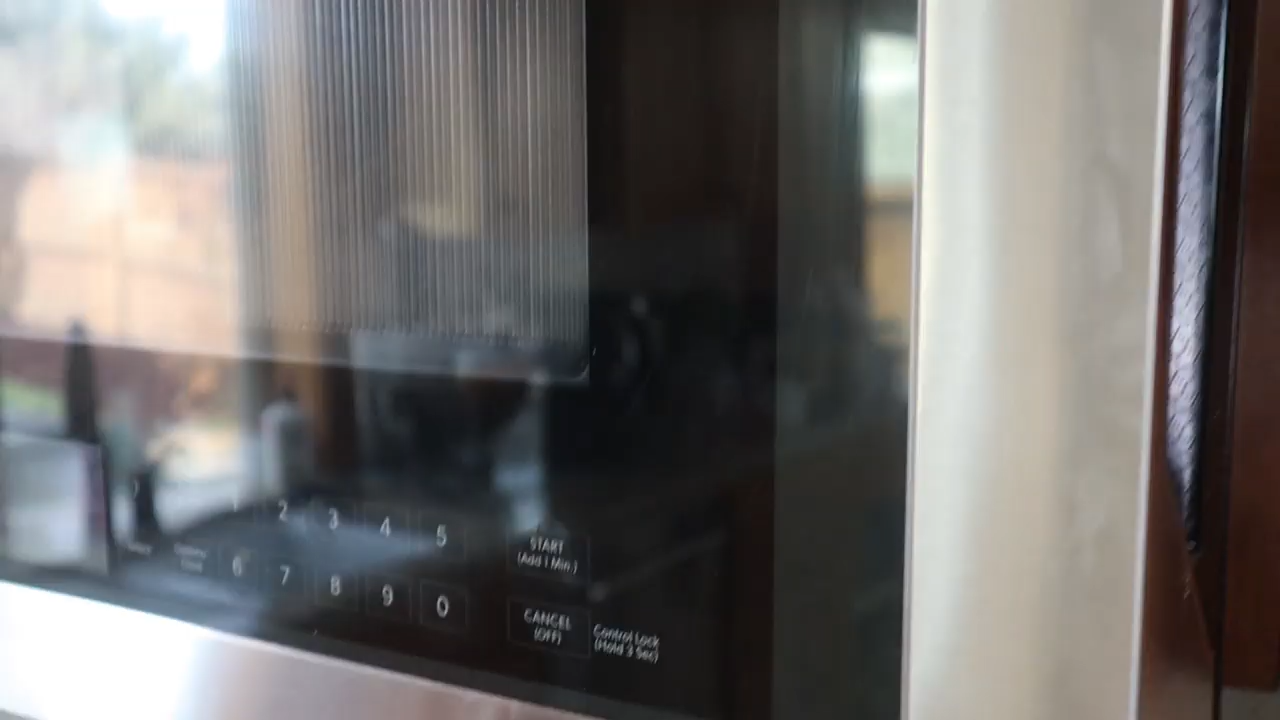 1 2 3 4 5
START
(Add 1 Min.)
6 7 8 9 0
CANCEL
(OFF)
Control Lock
(Hold 3 Sec)